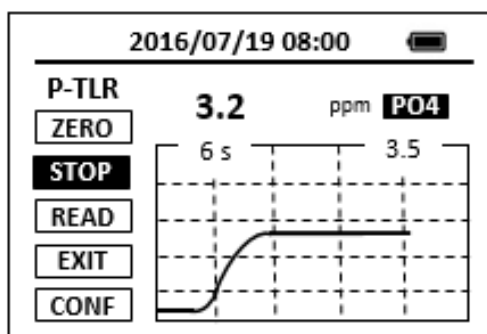 2016/07/19 08:00
P-TLR
3.2 ppm PO4
ZERO
6 s 3.5
STOP
READ
EXIT
CONF